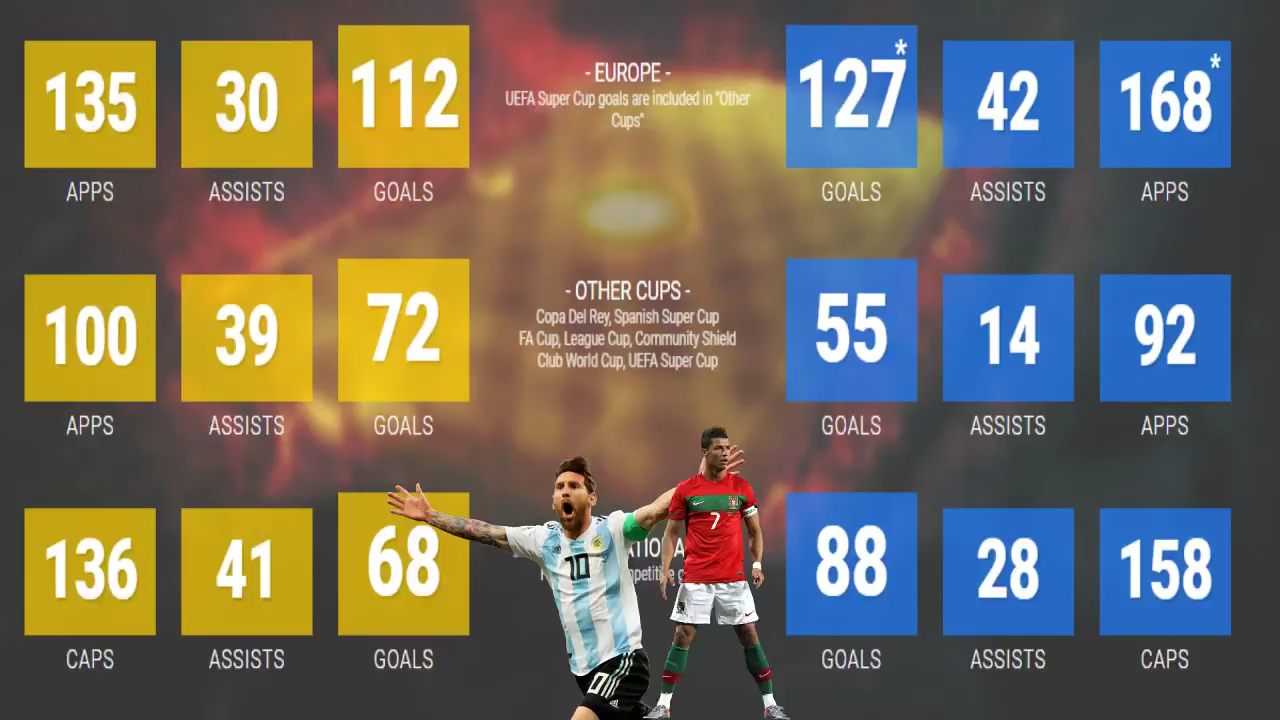 135 30 112
APPS ASSISTS GOALS
- EUROPE -
UEFA Super Cup goals are included in "Other
Cups"
127* 42 168*
GOALS ASSISTS APPS
100 39 72
APPS ASSISTS GOALS
- OTHER CUPS -
Copa Del Rey, Spanish Super Cup
FA Cup, League Cup, Community Shield
Club World Cup, UEFA Super Cup
55 14 92
GOALS ASSISTS APPS
136 41 68
CAPS ASSISTS GOALS
88 28 158
GOALS ASSISTS CAPS
10
7
0